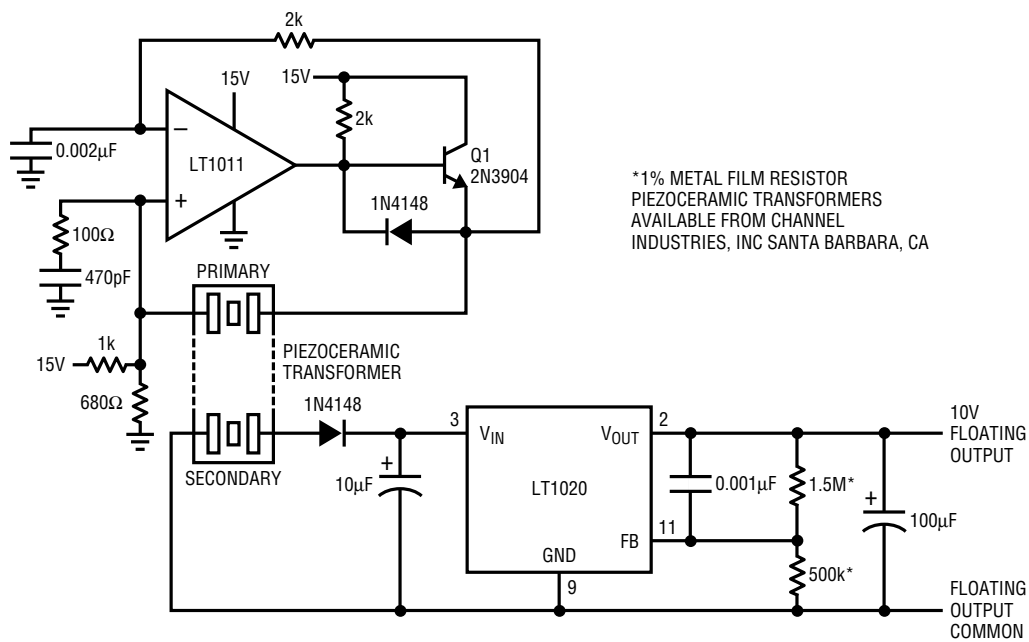 2k
15V
15V
2k
–
LT1011
+
0.002µF
Q1
2N3904
1N4148
100Ω
470pF
*1% METAL FILM RESISTOR
PIEZOCERAMIC TRANSFORMERS
AVAILABLE FROM CHANNEL
INDUSTRIES, INC SANTA BARBARA, CA
PRIMARY
1k
15V
PIEZOCERAMIC
TRANSFORMER
680Ω
1N4148
SECONDARY
+
10µF
3
VIN
VOUT
2
LT1020
FB
11
GND
9
0.001µF
1.5M*
500k*
+
100µF
10V
FLOATING
OUTPUT
FLOATING
OUTPUT
COMMON